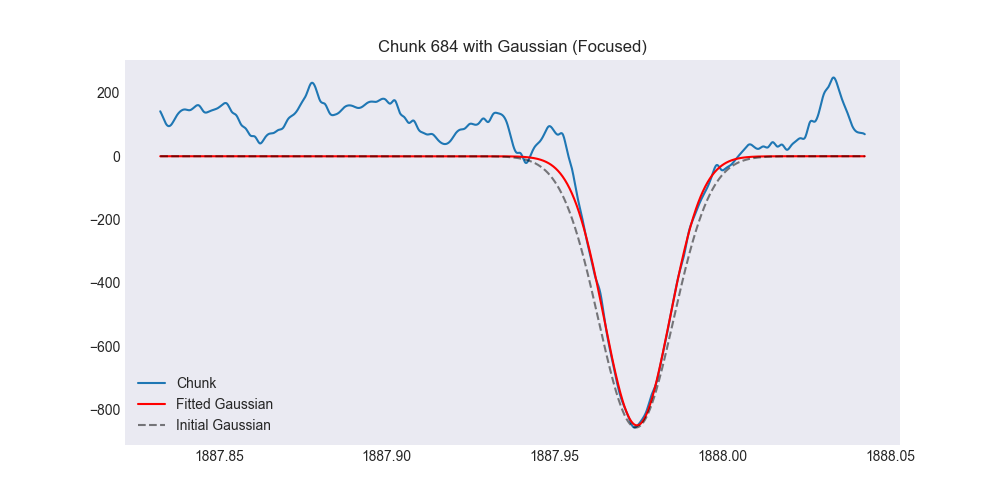 Chunk 684 with Gaussian (Focused)
200
0
−200
−400
−600
−800
Chunk
Fitted Gaussian
Initial Gaussian
1887.85 1887.90 1887.95 1888.00 1888.05